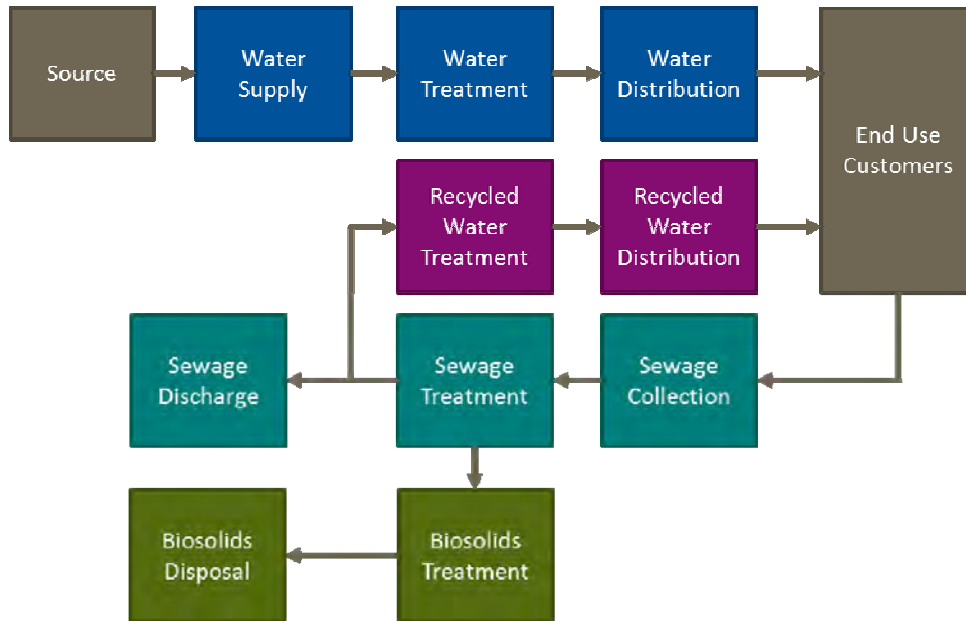 Source
Water
Supply
Water
Treatment
Water
Distribution
End Use
Customers
Recycled
Water
Treatment
Recycled
Water
Distribution
Sewage
Discharge
Sewage
Treatment
Sewage
Collection
Biosolids
Disposal
Biosolids
Treatment